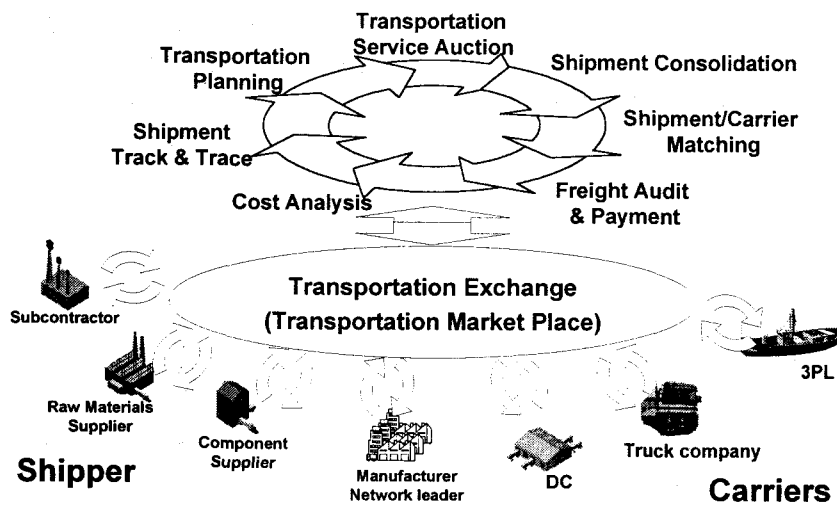 Transportation
Service Auction
Transportation
Planning
Shipment Consolidation
Shipment
Track & Trace
Shipment/Carrier
Matching
Cost Analysis
Freight Audit
& Payment
Transportation Exchange
(Transportation Market Place)
Subcontractor
3PL
Raw Materials
Supplier
Component
Supplier
Truck company
Manufacturer
Network leader
DC
Shipper
Carriers